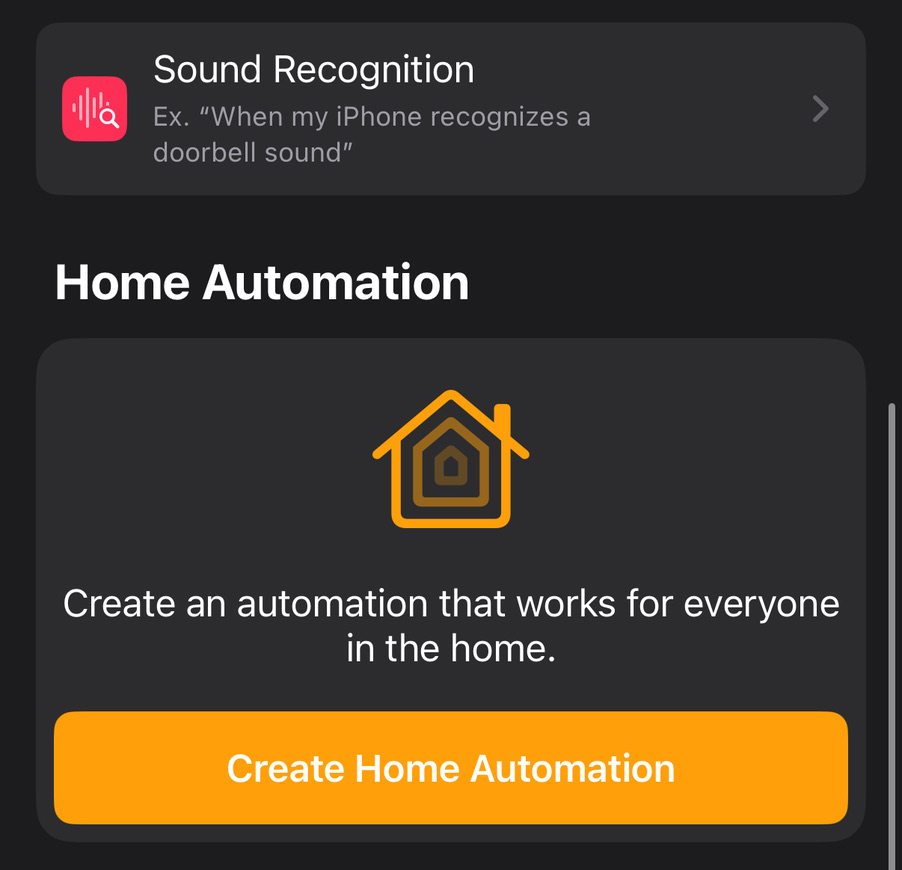 Sound Recognition
Ex. “When my iPhone recognizes a
doorbell sound”
Home Automation
Create an automation that works for everyone
in the home.
Create Home Automation